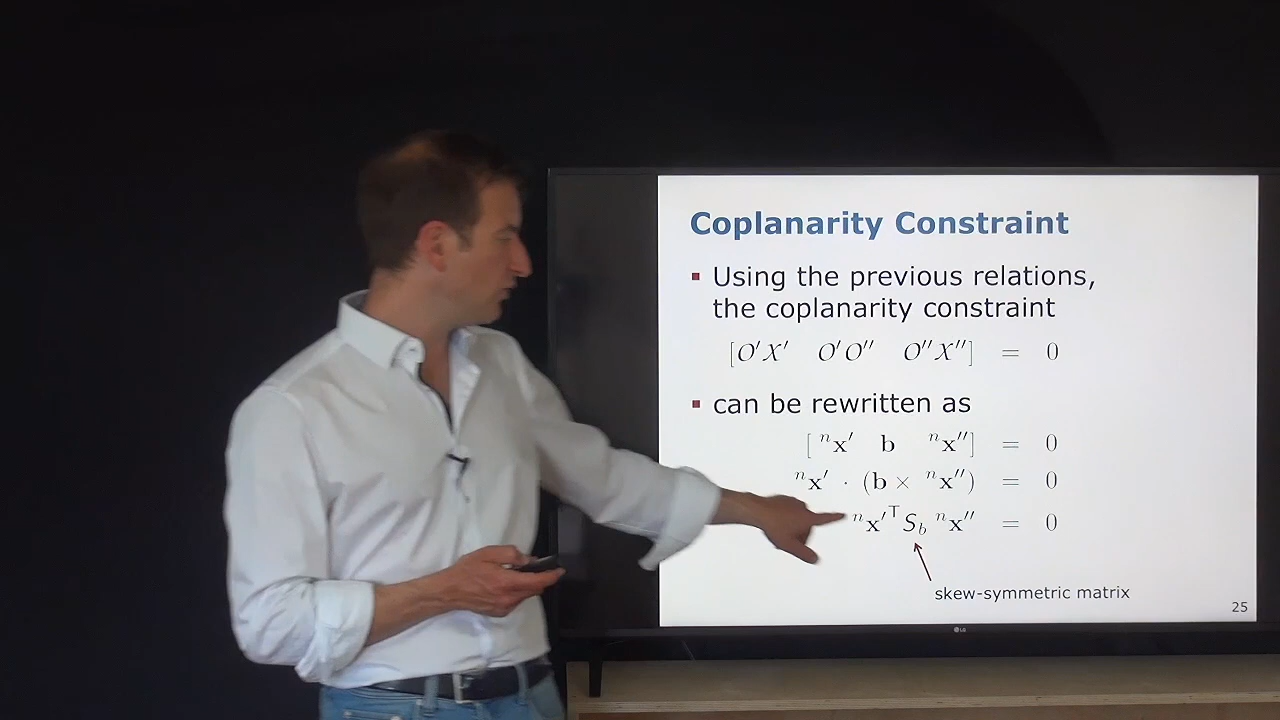 Coplanarity Constraint
▪ Using the previous relations,
the coplanarity constraint
[O′X′ O′O″ O″X″] = 0
▪ can be rewritten as
[ ⁿx′ b ⁿx″] = 0
ⁿx′ · (b × ⁿx″) = 0
ⁿx′ᵀ S_b ⁿx″ = 0
skew-symmetric matrix
25
LG